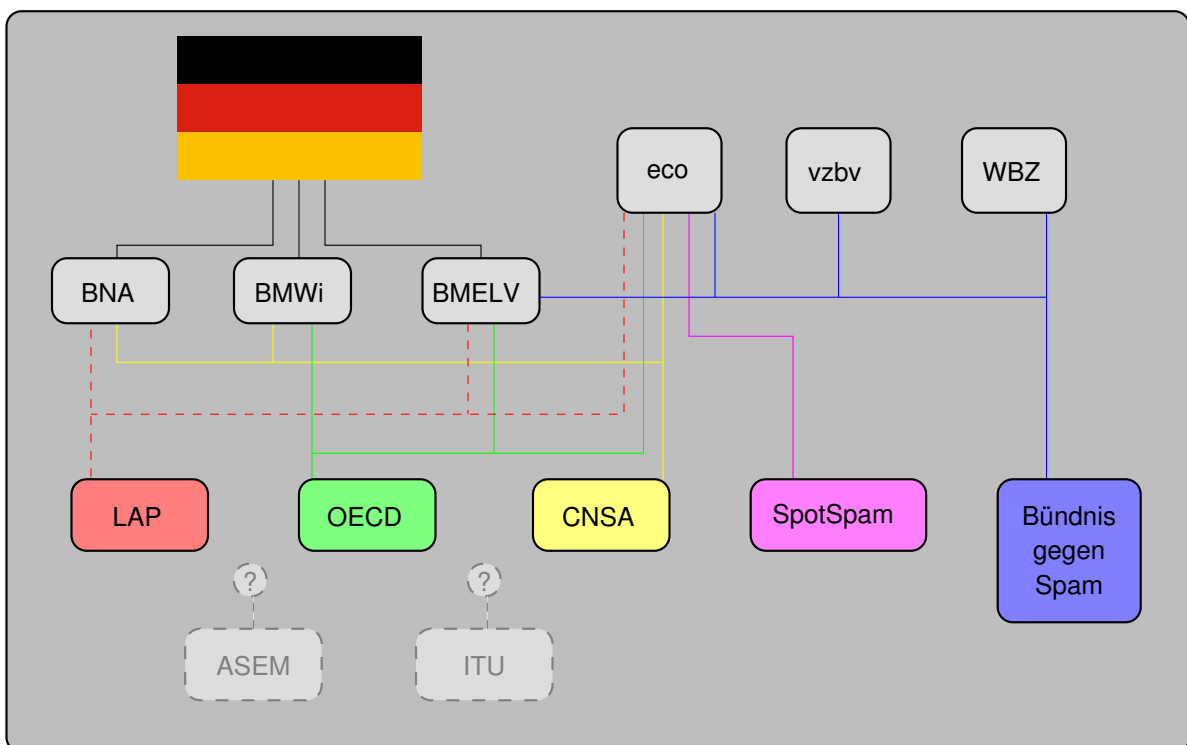 eco
vzbv
WBZ
BNA
BMWi
BMELV
LAP
OECD
CNSA
SpotSpam
Bündnis
gegen
Spam
?
?
ASEM
ITU